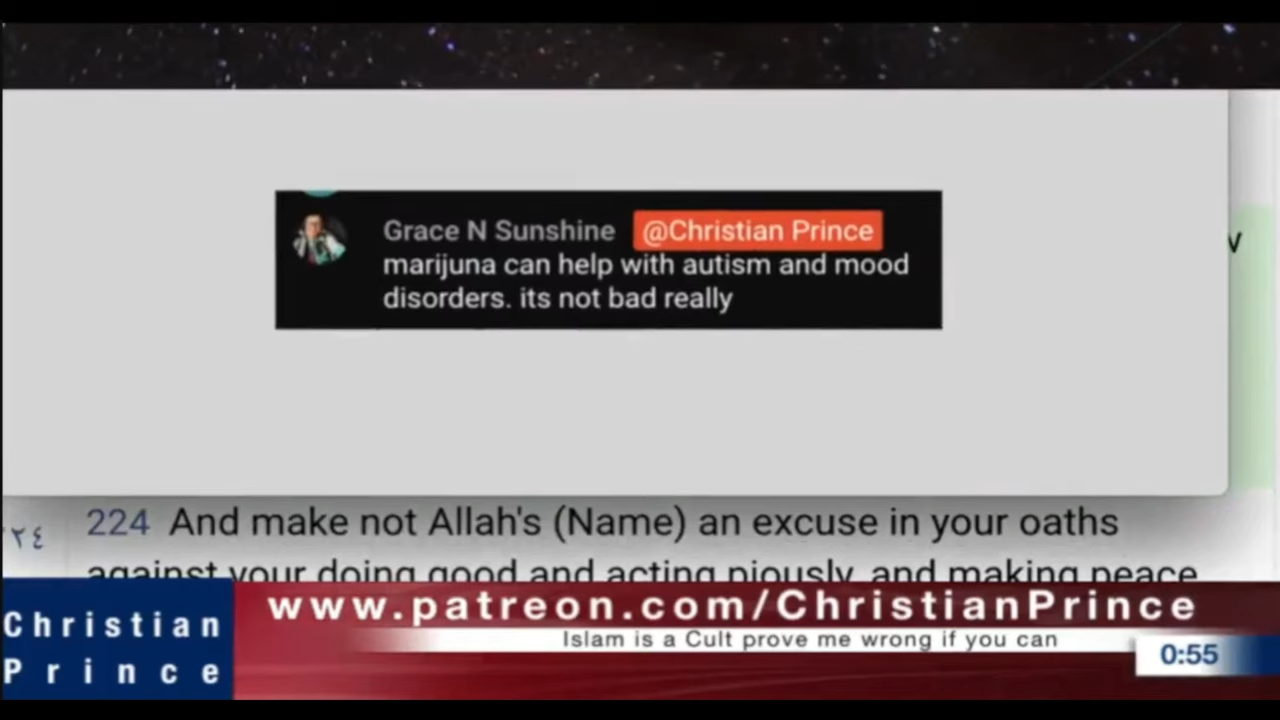 Grace N Sunshine @Christian Prince
marijuna can help with autism and mood
disorders. its not bad really
٢٤
224 And make not Allah's (Name) an excuse in your oaths
against your doing good and acting piously, and making peace
Christian
Prince
www.patreon.com/ChristianPrince
Islam is a Cult prove me wrong if you can
0:55